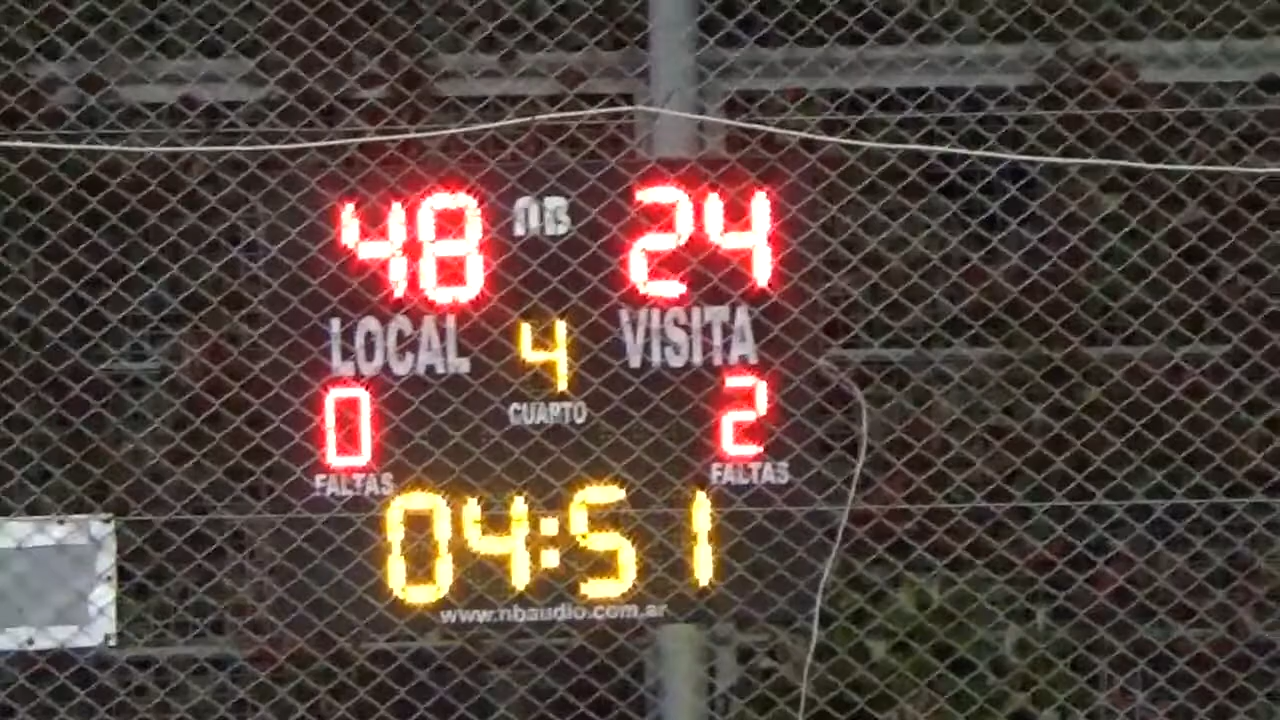 48 nB 24
LOCAL 4 VISITA
CUARTO
0 2
FALTAS FALTAS
04:51
www.nbaudio.com.ar